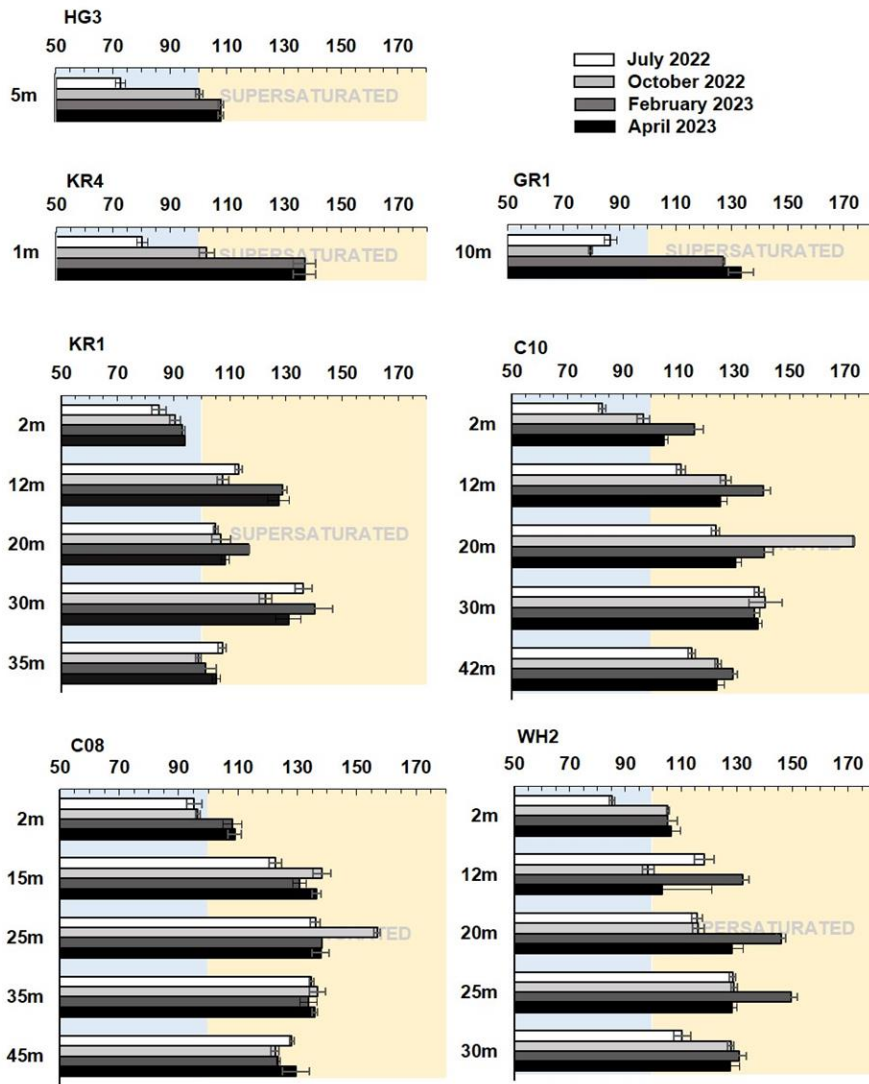 HG3
50 70 90 110 130 150 170
5m
SUPERSATURATED
July 2022
October 2022
February 2023
April 2023
KR4
50 70 90 110 130 150 170
1m
SUPERSATURATED
GR1
50 70 90 110 130 150 170
10m
SUPERSATURATED
KR1
50 70 90 110 130 150 170
2m
12m
20m
SUPERSATURATED
30m
35m
C10
50 70 90 110 130 150 170
2m
12m
20m
30m
42m
C08
50 70 90 110 130 150 170
2m
15m
25m
35m
45m
WH2
50 70 90 110 130 150 170
2m
12m
20m
UPERSATURATED
25m
30m